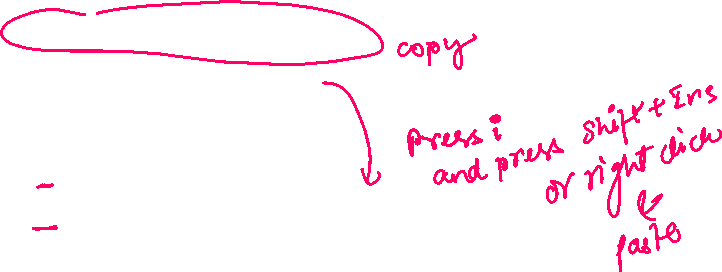 copy
press i
and press shift + Ins
or right click
paste